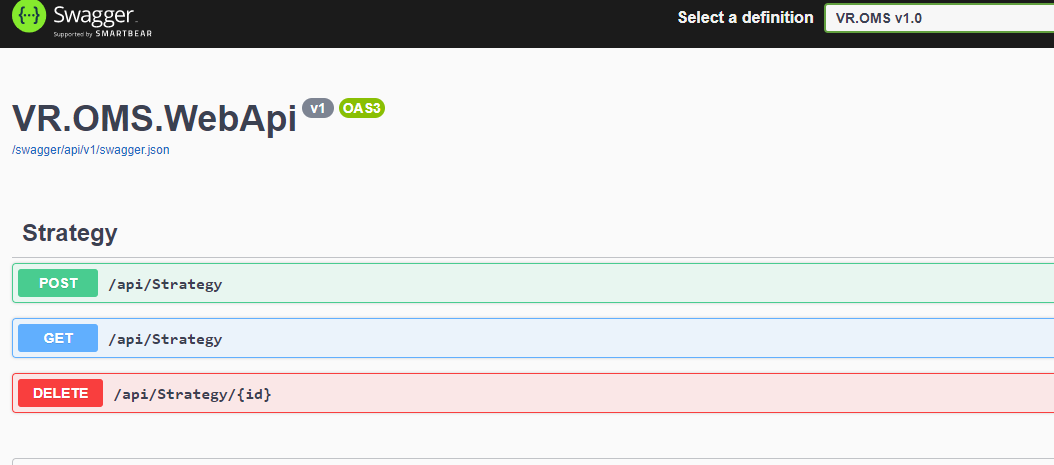 {···} Swagger.
Supported by SMARTBEAR
Select a definition
VR.OMS v1.0
VR.OMS.WebApi v1 OAS3
/swagger/api/v1/swagger.json
Strategy
POST /api/Strategy
GET /api/Strategy
DELETE /api/Strategy/{id}